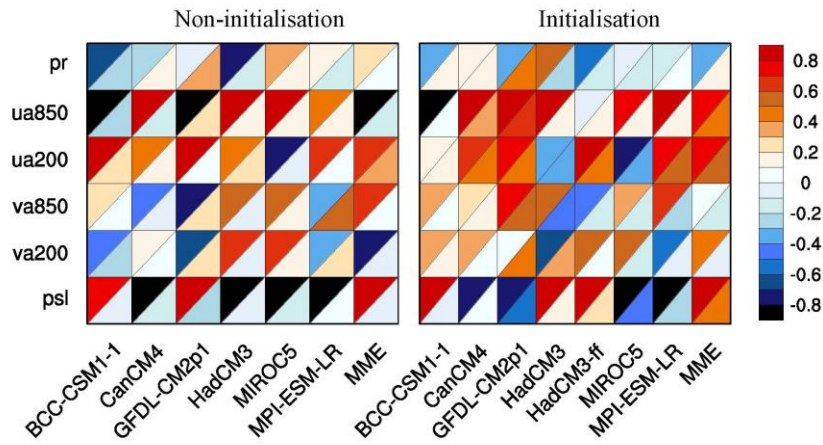 Non-initialisation
Initialisation
pr
ua850
ua200
va850
va200
psl
BCC-CSM1-1
CanCM4
GFDL-CM2p1
HadCM3
MIROC5
MPI-ESM-LR
MME
BCC-CSM1-1
CanCM4
GFDL-CM2p1
HadCM3
HadCM3-ff
MIROC5
MPI-ESM-LR
MME
0.8
0.6
0.4
0.2
0
-0.2
-0.4
-0.6
-0.8